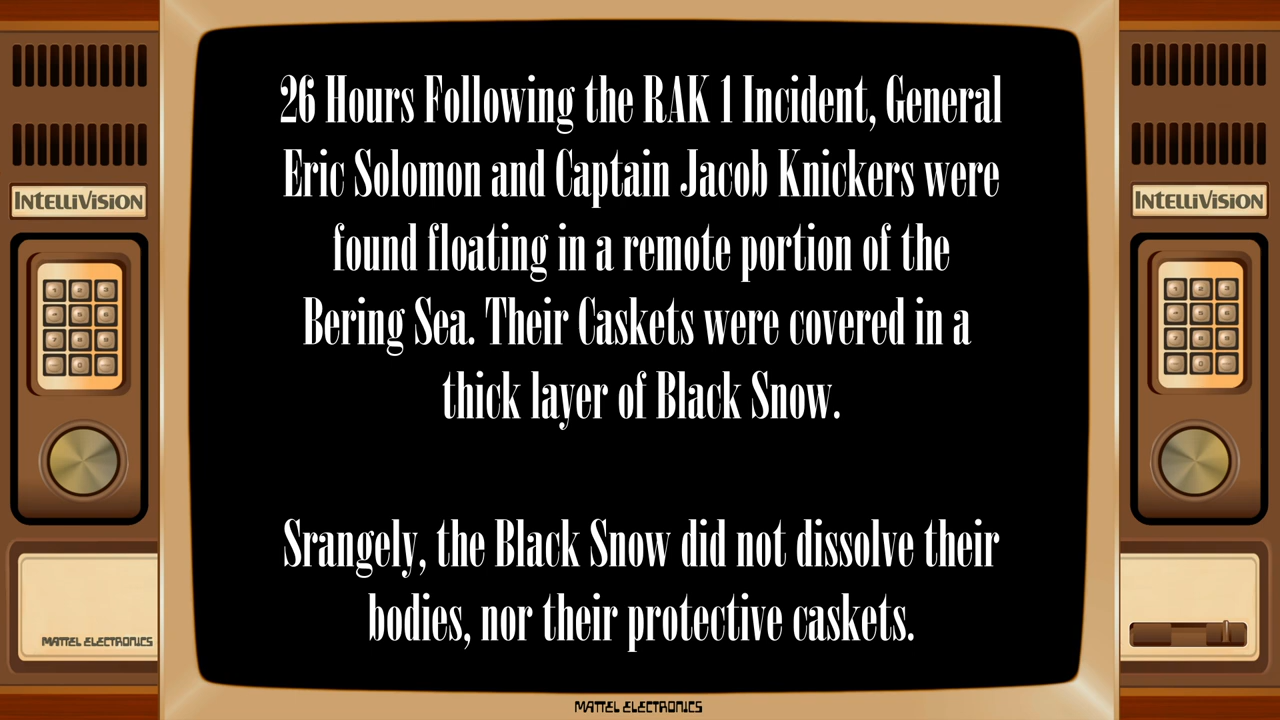 26 Hours Following the RAK 1 Incident, General
Eric Solomon and Captain Jacob Knickers were
found floating in a remote portion of the
Bering Sea. Their Caskets were covered in a
thick layer of Black Snow.
Srangely, the Black Snow did not dissolve their
bodies, nor their protective caskets.
INTELLIVISION
INTELLIVISION
MATTEL ELECTRONICS
MATTEL ELECTRONICS